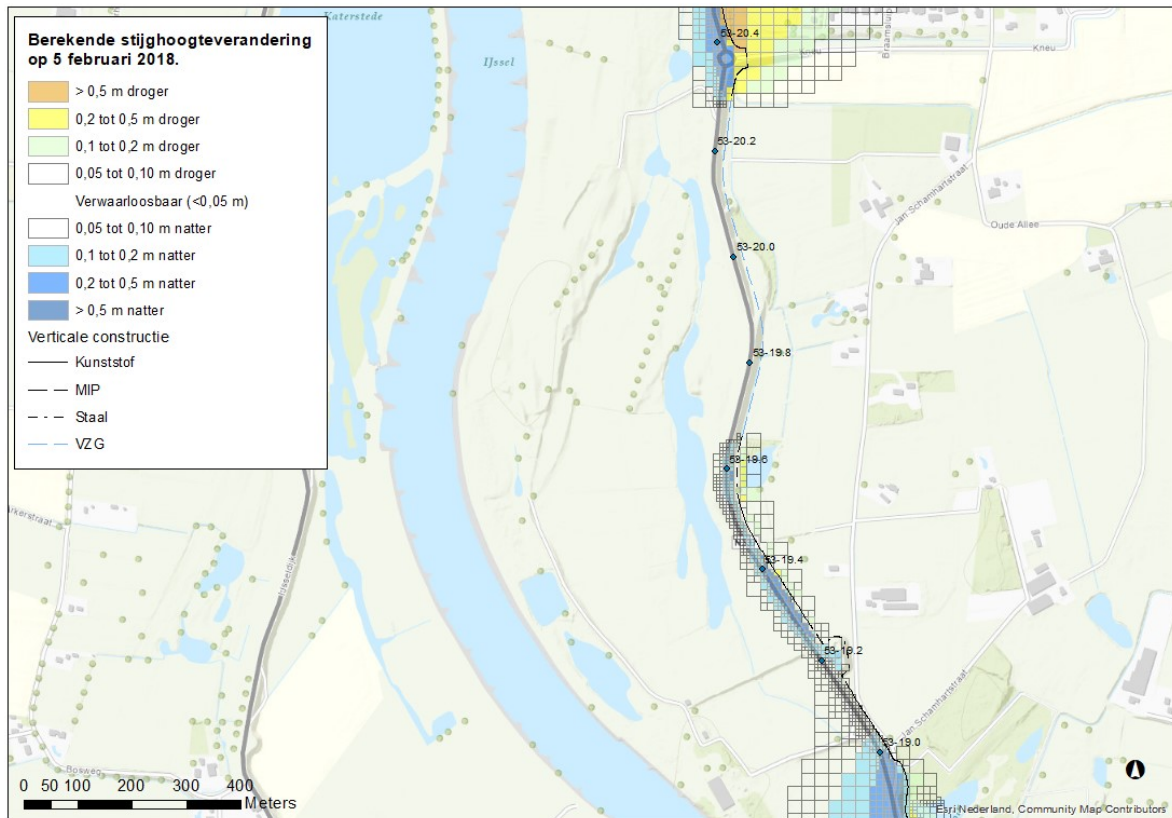 Berekende stijghoogteverandering
op 5 februari 2018.
> 0,5 m droger
0,2 tot 0,5 m droger
0,1 tot 0,2 m droger
0,05 tot 0,10 m droger
Verwaarloosbaar (<0,05 m)
0,05 tot 0,10 m natter
0,1 tot 0,2 m natter
0,2 tot 0,5 m natter
> 0,5 m natter
Verticale constructie
Kunststof
MIP
Staal
VZG
Katerstede
IJssel
53-20.4
Kneu
Kneu
Braamsluip
53-20.2
Jan Schamhartstraat
Oude Allee
53-20.0
53-19.8
53-19.6
53-19.4
53-19.2
Jan Schamhartstraat
53-19.0
Arkerstraat
IJsseldijk
Bosweg
0 50 100 200 300 400
Meters
Esri Nederland, Community Map Contributors